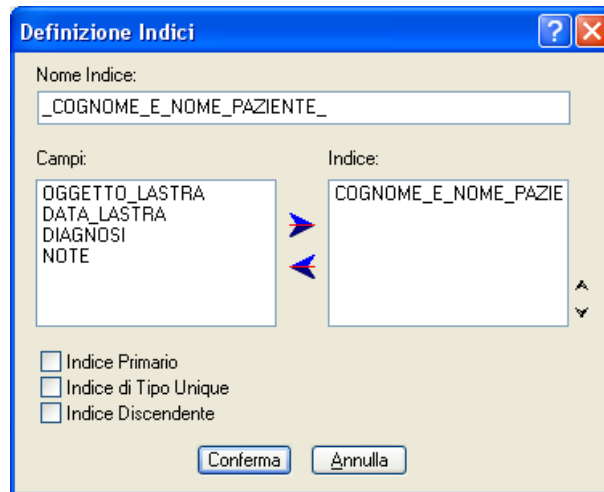 Definizione Indici
Nome Indice:
_COGNOME_E_NOME_PAZIENTE_
Campi:
Indice:
OGGETTO_LASTRA
DATA_LASTRA
DIAGNOSI
NOTE
COGNOME_E_NOME_PAZIE
Indice Primario
Indice di Tipo Unique
Indice Discendente
Conferma
Annulla